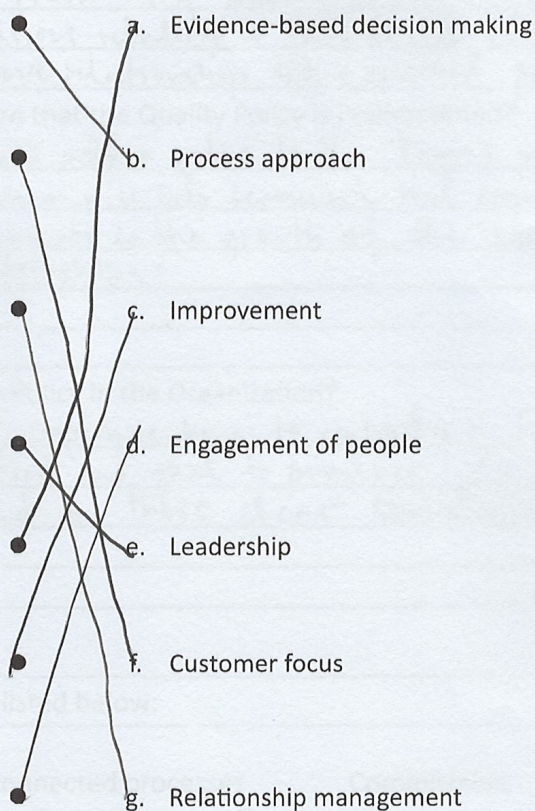 a. Evidence-based decision making
b. Process approach
c. Improvement
d. Engagement of people
e. Leadership
f. Customer focus
g. Relationship management